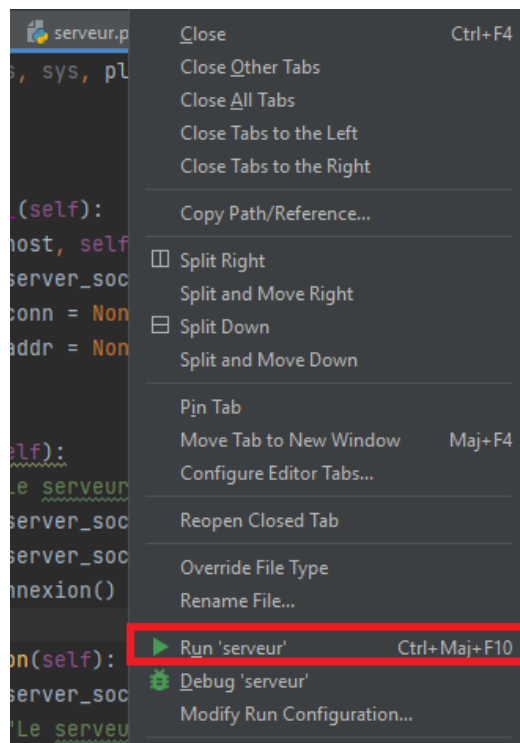 serveur.p
Close Ctrl+F4
s, sys, pl
Close Other Tabs
Close All Tabs
Close Tabs to the Left
Close Tabs to the Right
_(self):
Copy Path/Reference...
host, self
Split Right
server_soc
Split and Move Right
conn = Non
Split Down
addr = Non
Split and Move Down
Pin Tab
Move Tab to New Window Maj+F4
elf):
Configure Editor Tabs...
Le serveur
server_soc
Reopen Closed Tab
server_soc
Override File Type
nnexion()
Rename File...
Run 'serveur' Ctrl+Maj+F10
on(self):
Debug 'serveur'
server_soc
Modify Run Configuration...
"Le serveu